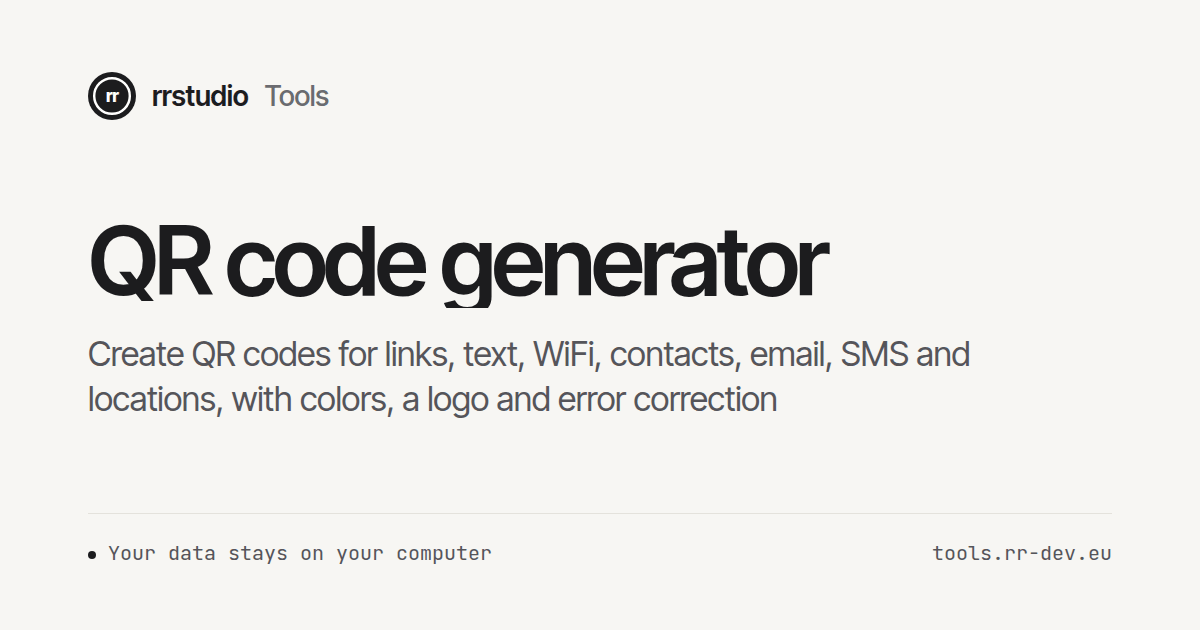 rr rrstudio Tools
QR code generator
Create QR codes for links, text, WiFi, contacts, email, SMS and
locations, with colors, a logo and error correction
Your data stays on your computer
tools.rr-dev.eu